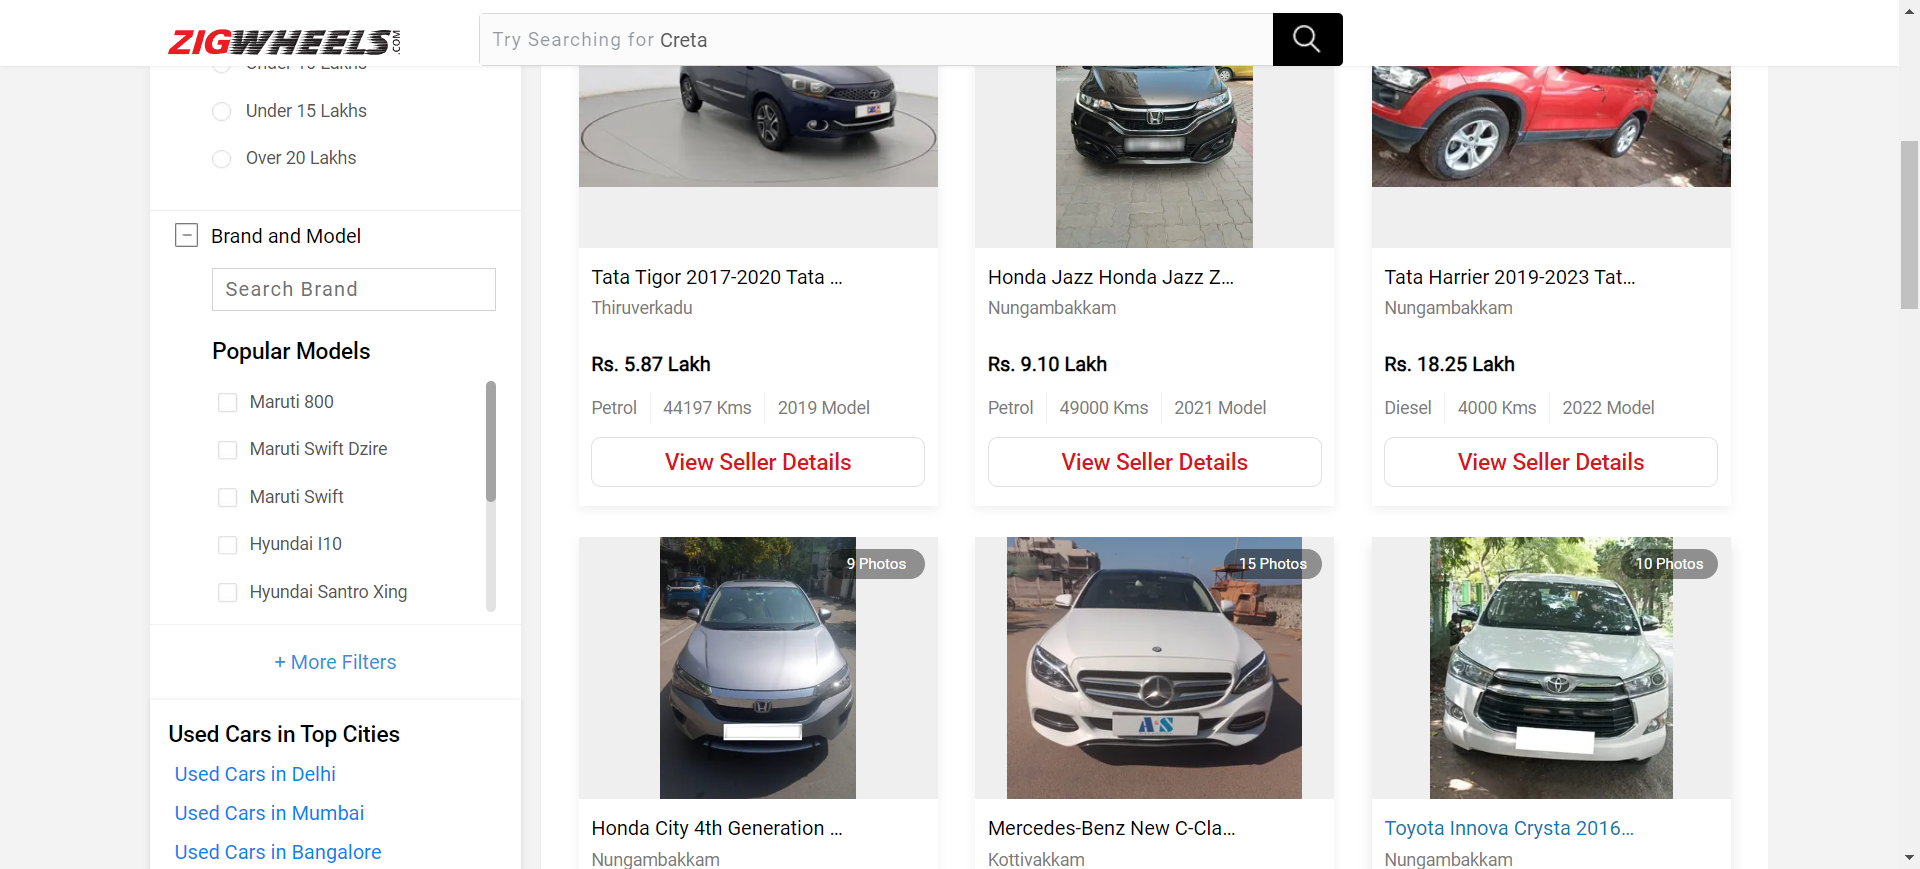 ZIGWHEELS.COM
Try Searching for Creta
Under 15 Lakhs
Over 20 Lakhs
Brand and Model
Search Brand
Popular Models
Maruti 800
Maruti Swift Dzire
Maruti Swift
Hyundai I10
Hyundai Santro Xing
+ More Filters
Used Cars in Top Cities
Used Cars in Delhi
Used Cars in Mumbai
Used Cars in Bangalore
Tata Tigor 2017-2020 Tata ...
Thiruverkadu
Rs. 5.87 Lakh
Petrol 44197 Kms 2019 Model
View Seller Details
Honda Jazz Honda Jazz Z...
Nungambakkam
Rs. 9.10 Lakh
Petrol 49000 Kms 2021 Model
View Seller Details
Tata Harrier 2019-2023 Tat...
Nungambakkam
Rs. 18.25 Lakh
Diesel 4000 Kms 2022 Model
View Seller Details
9 Photos
Honda City 4th Generation ...
Nungambakkam
15 Photos
A S
Mercedes-Benz New C-Cla...
Kottivakkam
10 Photos
Toyota Innova Crysta 2016...
Nungambakkam